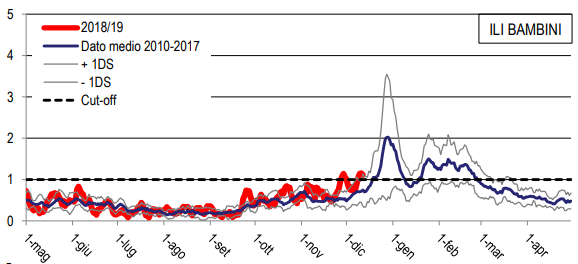 5
4
3
2
1
0
2018/19
Dato medio 2010-2017
+ 1DS
- 1DS
Cut-off
ILI BAMBINI
1-mag
1-giu
1-lug
1-ago
1-set
1-ott
1-nov
1-dic
1-gen
1-feb
1-mar
1-apr